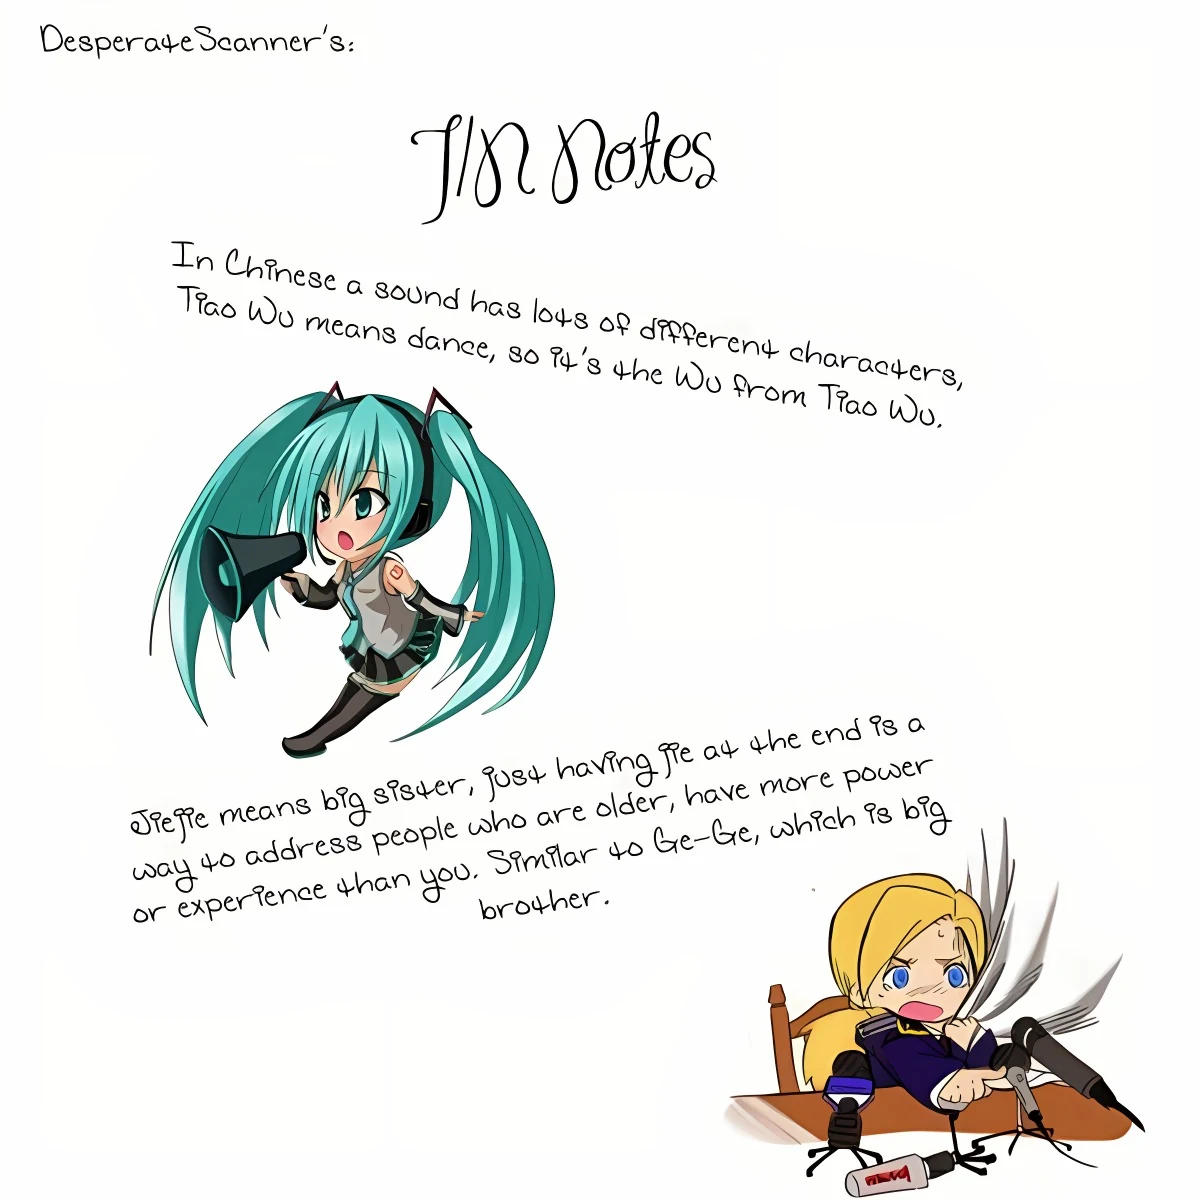 DesperateScanner's:
T/N Notes
In Chinese a sound has lots of different characters,
Tiao Wu means dance, so it's the Wu from Tiao Wu.
Jiejie means big sister, just having jie at the end is a
way to address people who are older, have more power
or experience than you. Similar to Ge-Ge, which is big
brother.